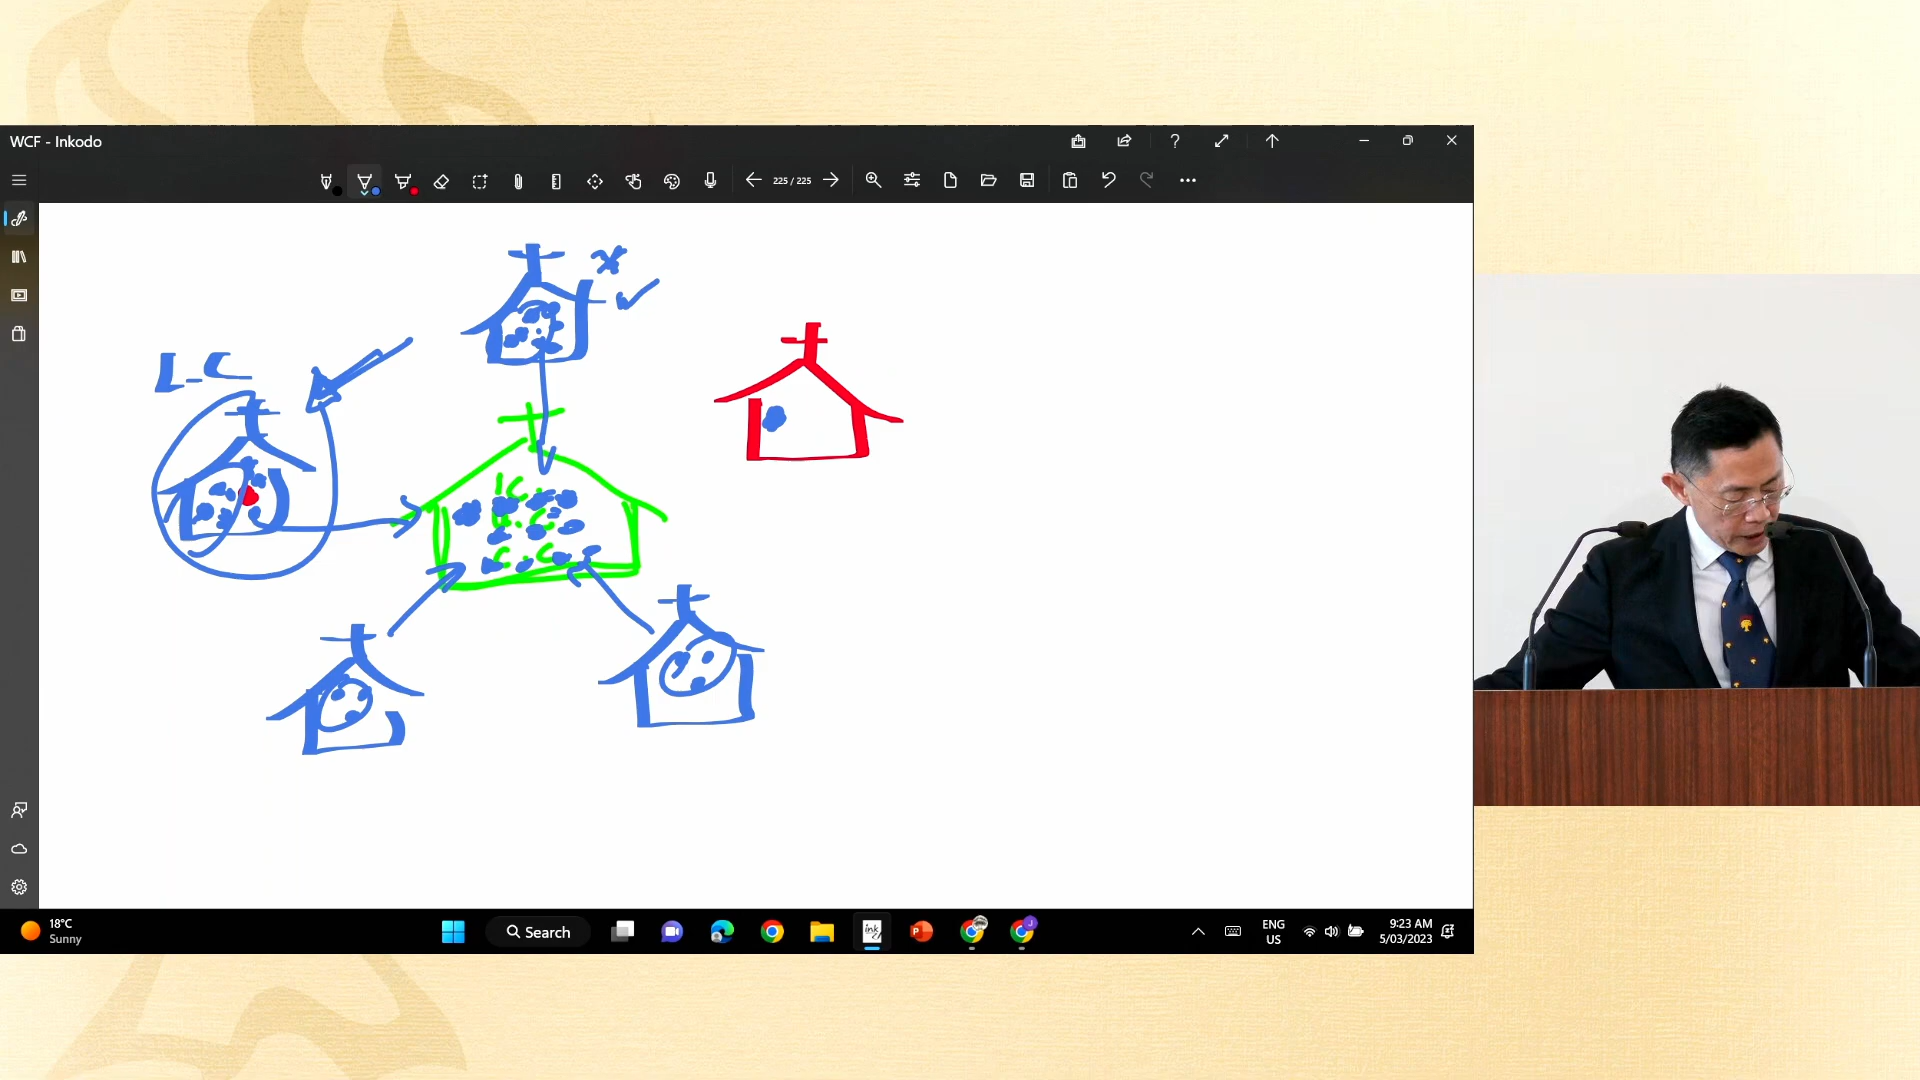 WCF - Inkodo
225 / 225
L.C
I.C.
U.C.
C.C
18°C
Sunny
Search
ENG
US
9:23 AM
5/03/2023